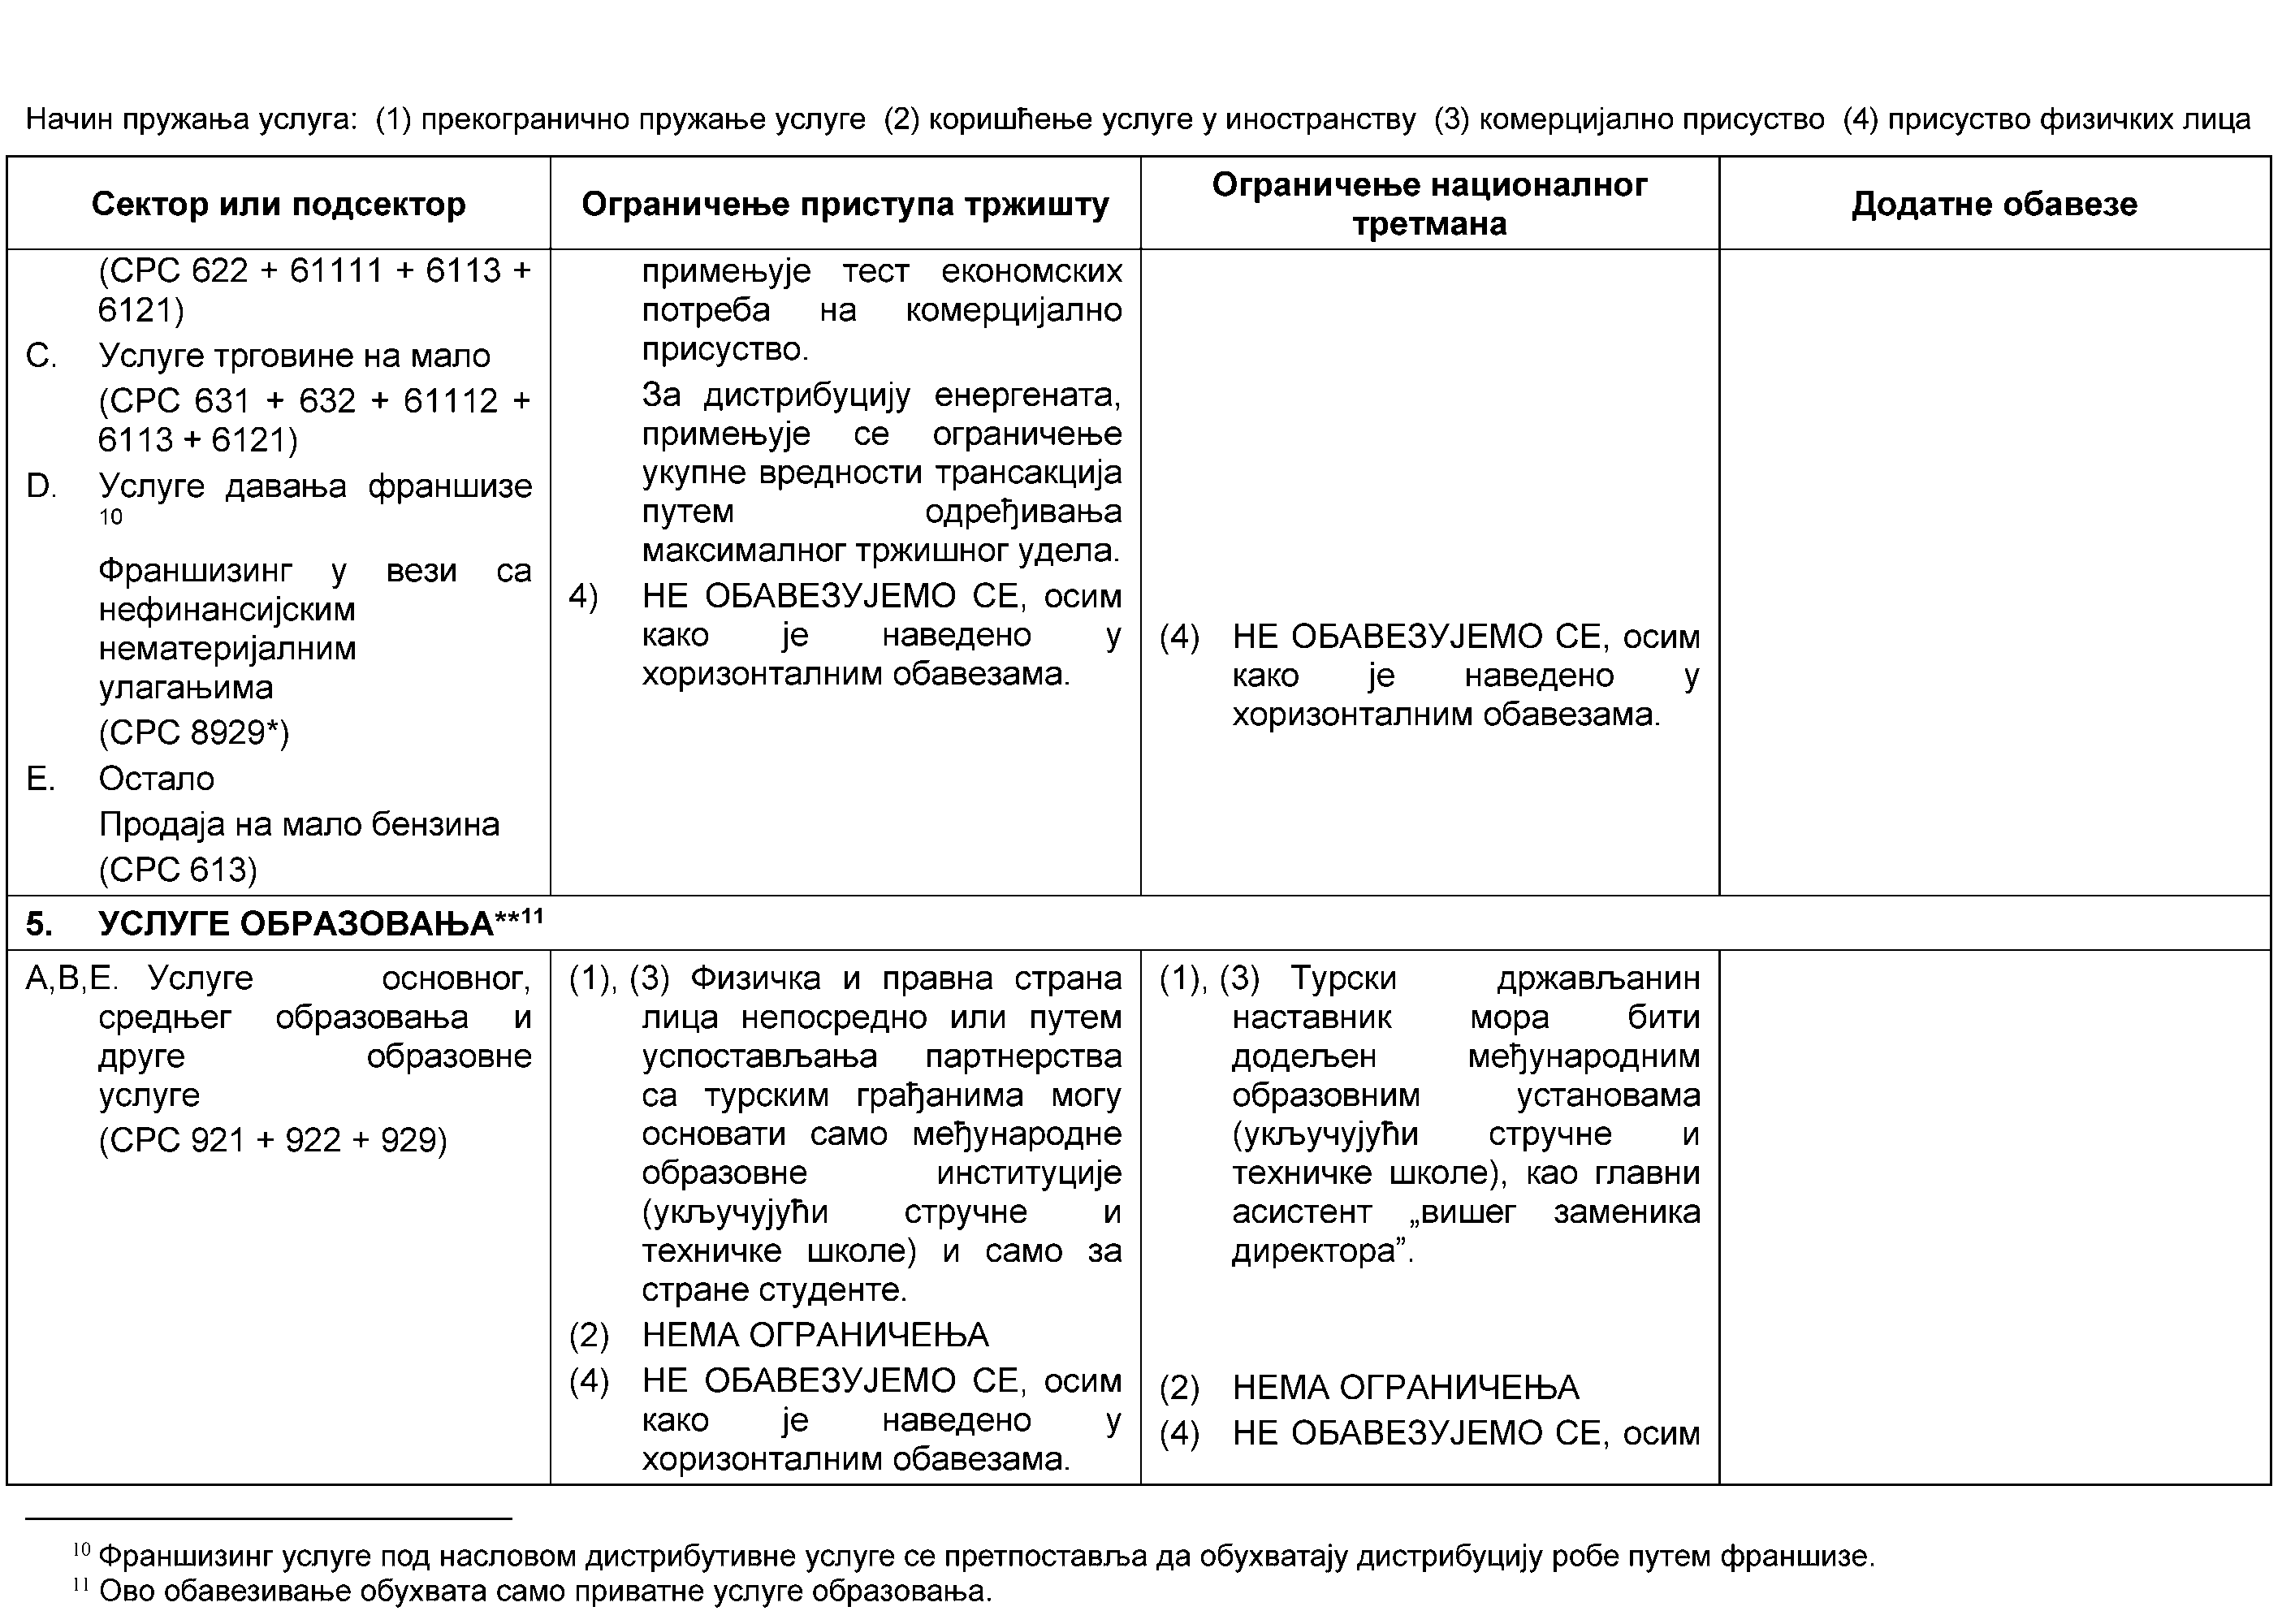 Начин пружања услуга: (1) прекогранично пружање услуге (2) коришћење услуге у иностранству (3) комерцијално присуство (4) присуство физичких лица
Сектор или подсектор
Ограничење приступа тржишту
Ограничење националног
третмана
Додатне обавезе
(CPC 622 + 61111 + 6113 +
6121)
C. Услуге трговине на мало
(CPC 631 + 632 + 61112 +
6113 + 6121)
D. Услуге давања франшизе
10
Франшизинг у вези са
нефинансијским
нематеријалним
улагањима
(CPC 8929*)
E. Остало
Продаја на мало бензина
(CPC 613)
примењује тест економских
потреба на комерцијално
присуство.
За дистрибуцију енергената,
примењује се ограничење
укупне вредности трансакција
путем одређивања
максималног тржишног удела.
4) НЕ ОБАВЕЗУЈЕМО СЕ, осим
како је наведено у
хоризонталним обавезама.
(4) НЕ ОБАВЕЗУЈЕМО СЕ, осим
како је наведено у
хоризонталним обавезама.
5. УСЛУГЕ ОБРАЗОВАЊА**11
A,B,E. Услуге основног,
средњег образовања и
друге образовне
услуге
(CPC 921 + 922 + 929)
(1), (3) Физичка и правна страна
лица непосредно или путем
успостављања партнерства
са турским грађанима могу
основати само међународне
образовне институције
(укључујући стручне и
техничке школе) и само за
стране студенте.
(2) НЕМА ОГРАНИЧЕЊА
(4) НЕ ОБАВЕЗУЈЕМО СЕ, осим
како је наведено у
хоризонталним обавезама.
(1), (3) Турски држављанин
наставник мора бити
додељен међународним
образовним установама
(укључујући стручне и
техничке школе), као главни
асистент „вишег заменика
директора”.
(2) НЕМА ОГРАНИЧЕЊА
(4) НЕ ОБАВЕЗУЈЕМО СЕ, осим
10 Франшизинг услуге под насловом дистрибутивне услуге се претпоставља да обухватају дистрибуцију робе путем франшизе.
11 Ово обавезивање обухвата само приватне услуге образовања.